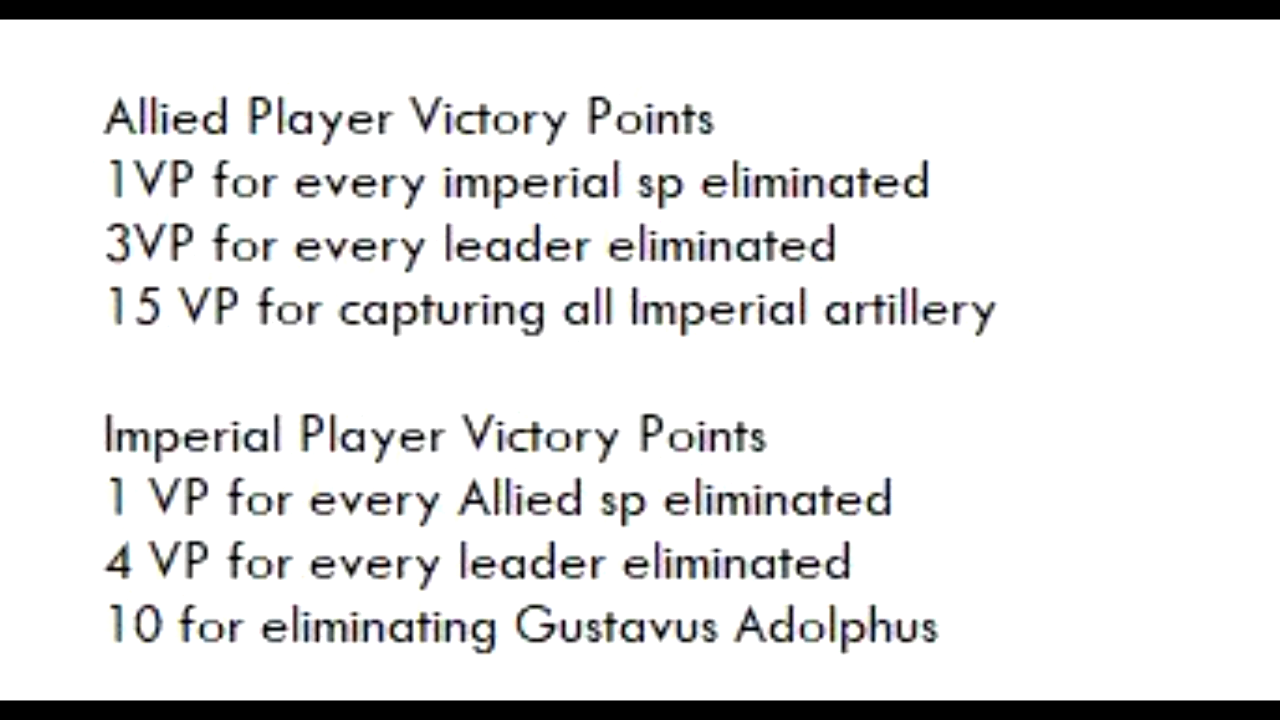 Allied Player Victory Points
1VP for every imperial sp eliminated
3VP for every leader eliminated
15 VP for capturing all Imperial artillery
Imperial Player Victory Points
1 VP for every Allied sp eliminated
4 VP for every leader eliminated
10 for eliminating Gustavus Adolphus